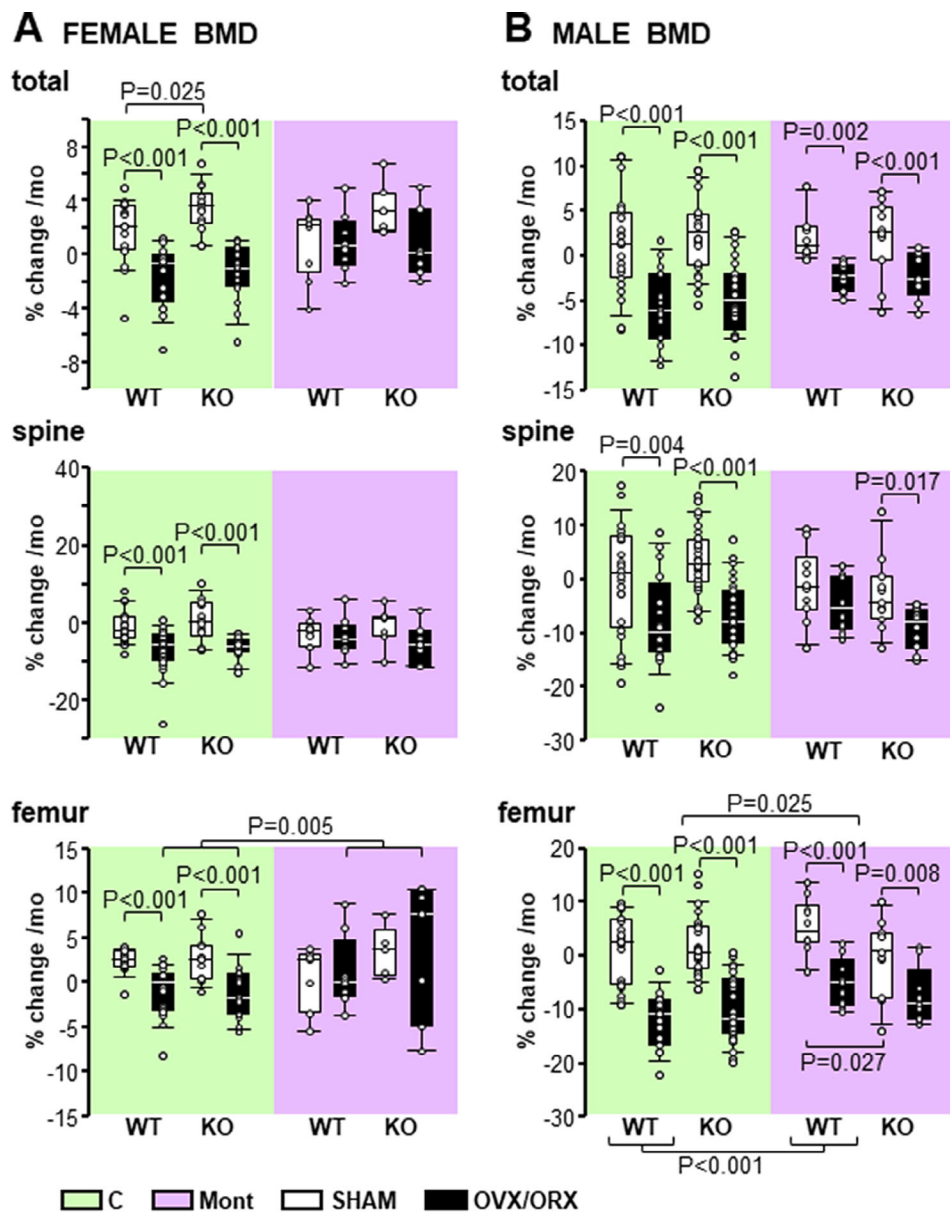 A FEMALE BMD
total
P=0.025
P<0.001
P<0.001
8
4
0
-4
-8
% change /mo
WT KO WT KO
spine
40
20
0
-20
% change /mo
P<0.001
P<0.001
WT KO WT KO
femur
P=0.005
15
10
5
0
-5
-10
-15
% change /mo
P<0.001
P<0.001
WT KO WT KO
B MALE BMD
total
15
10
5
0
-5
-10
-15
% change /mo
P<0.001
P<0.001
P=0.002
P<0.001
WT KO WT KO
spine
20
10
0
-10
-20
-30
% change /mo
P=0.004
P<0.001
P=0.017
WT KO WT KO
femur
P=0.025
20
10
0
-10
-20
-30
% change /mo
P<0.001
P<0.001
P<0.001
P=0.008
P=0.027
WT KO WT KO
P<0.001
C Mont SHAM OVX/ORX